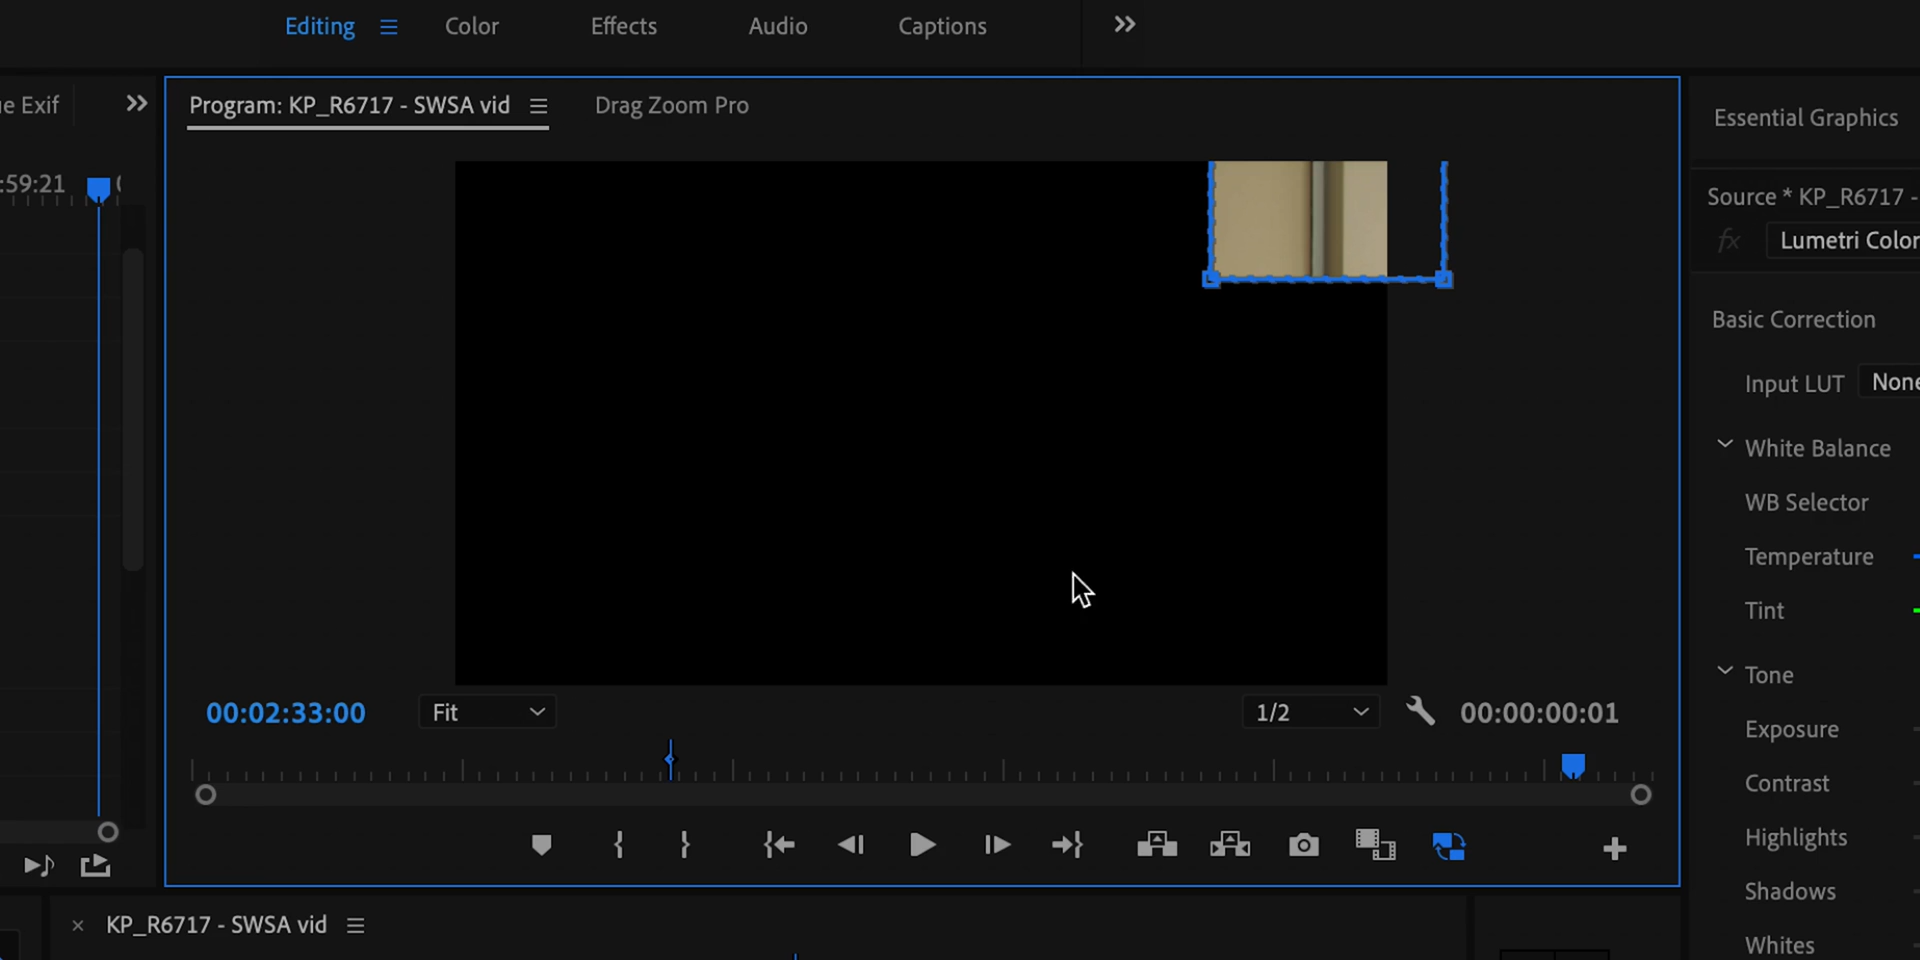 Editing
Color
Effects
Audio
Captions
e Exif
Program: KP_R6717 - SWSA vid
Drag Zoom Pro
Essential Graphics
:59:21
Source * KP_R6717 -
fx
Lumetri Color
Basic Correction
Input LUT
None
White Balance
WB Selector
Temperature
Tint
Tone
Exposure
Contrast
Highlights
Shadows
Whites
00:02:33:00
Fit
1/2
00:00:00:01
KP_R6717 - SWSA vid